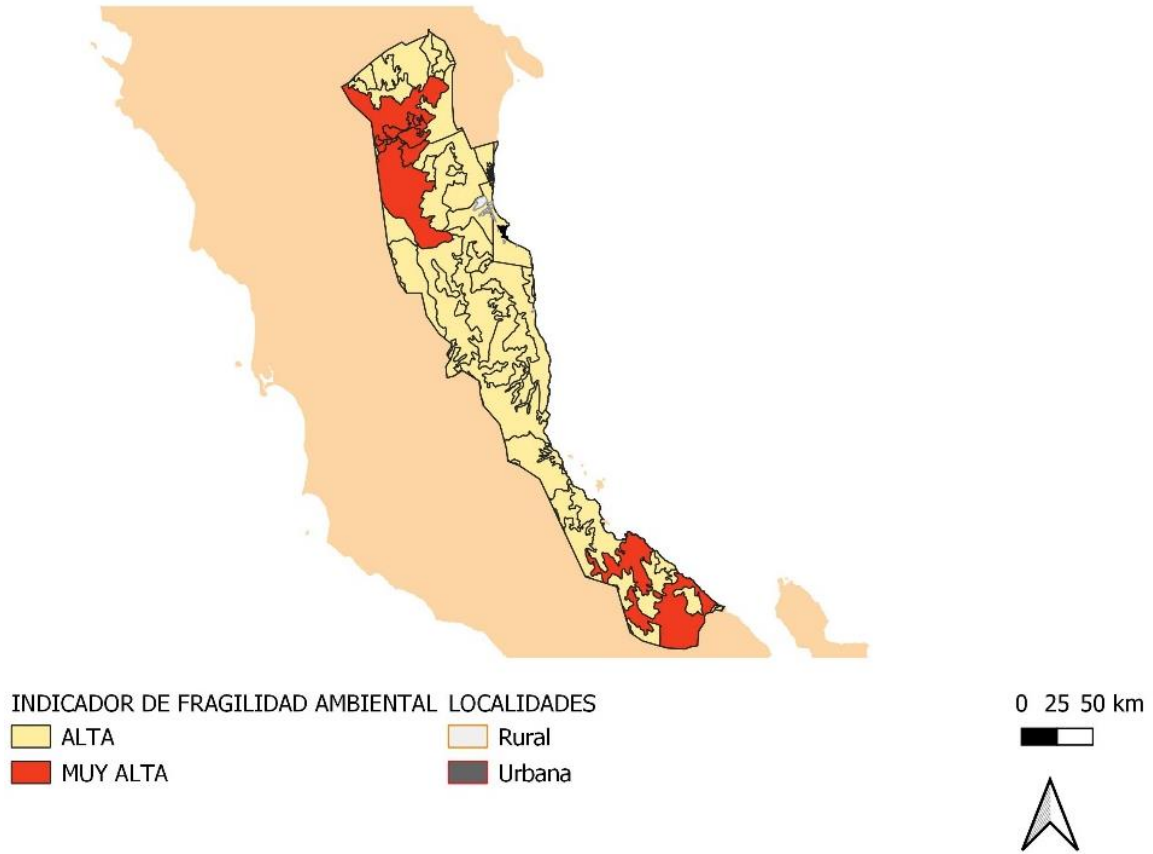 INDICADOR DE FRAGILIDAD AMBIENTAL
ALTA
MUY ALTA
LOCALIDADES
Rural
Urbana
0 25 50 km